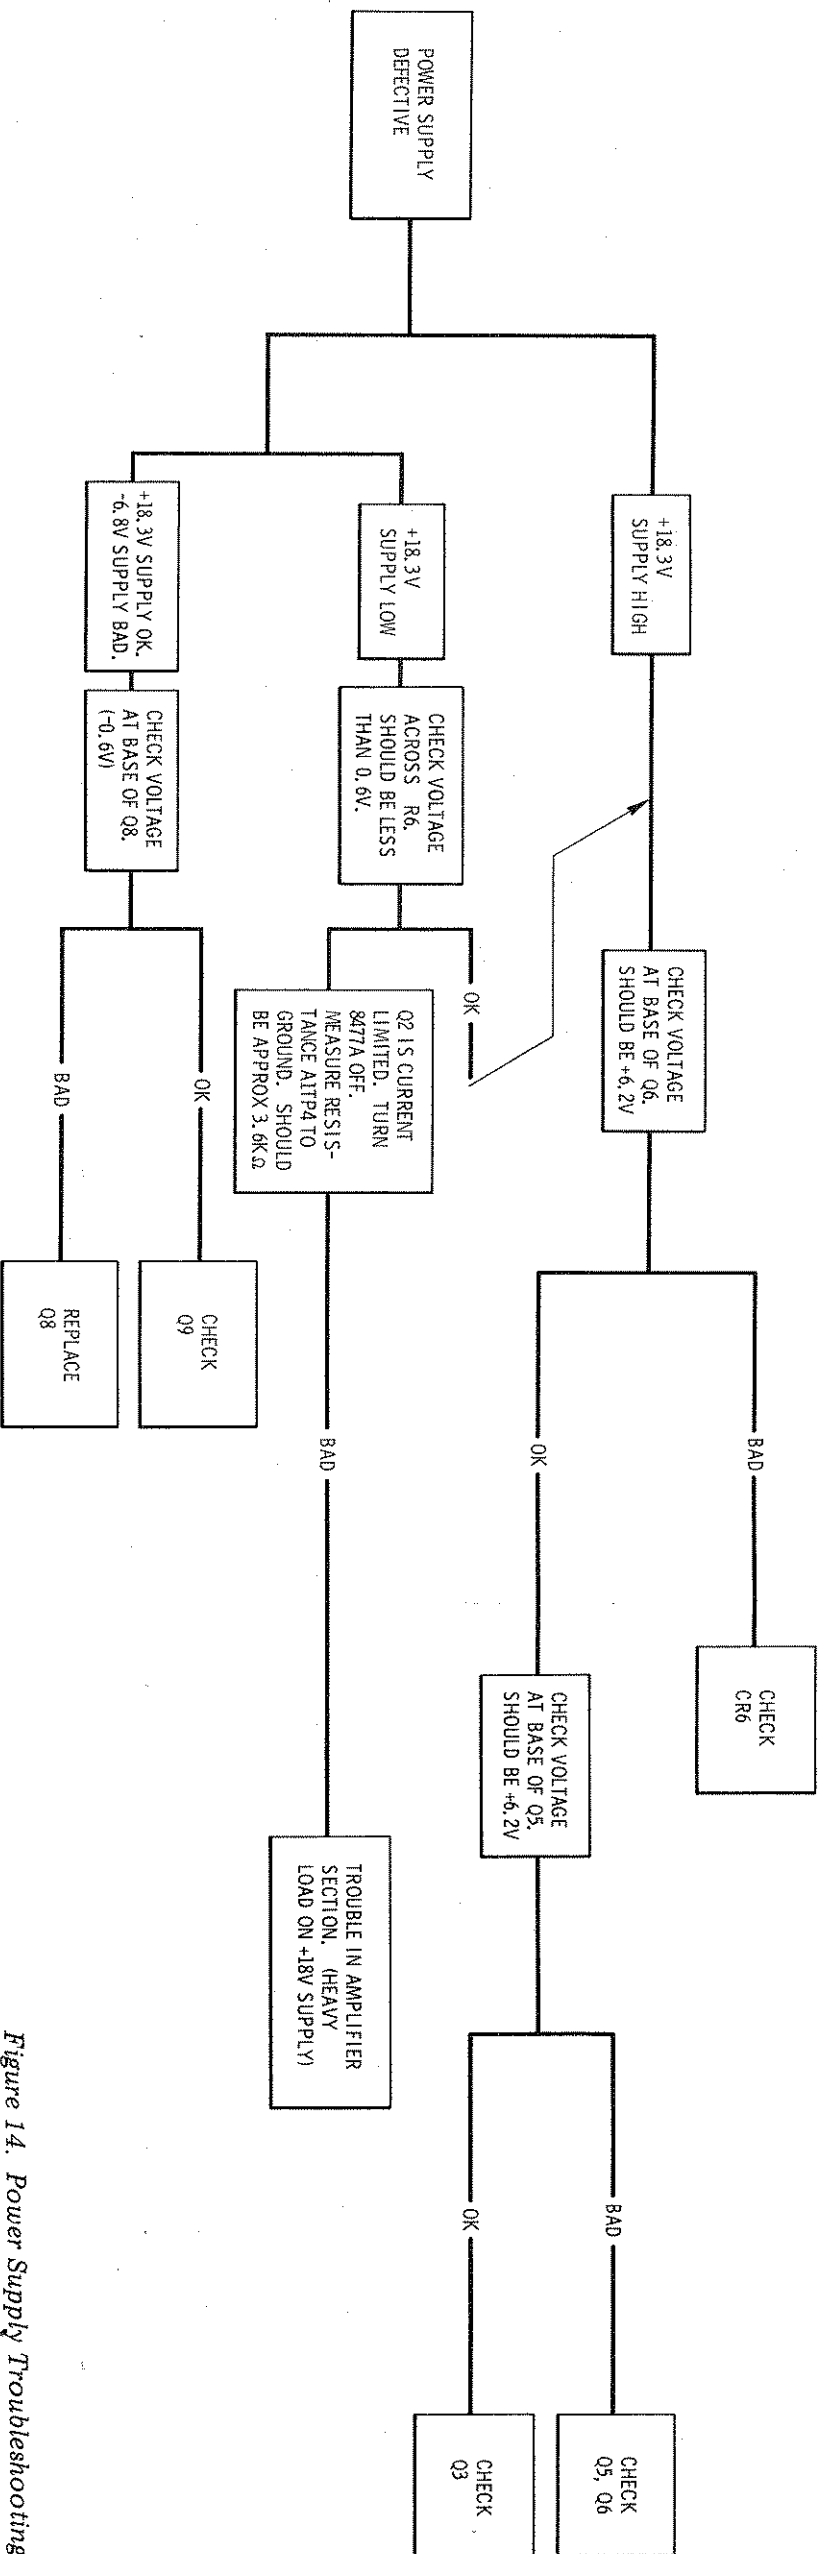 POWER SUPPLY
DEFECTIVE
+18.3V
SUPPLY HIGH
CHECK VOLTAGE
AT BASE OF Q6.
SHOULD BE +6.2V
BAD
CHECK
CR6
OK
CHECK VOLTAGE
AT BASE OF Q5.
SHOULD BE +6.2V
BAD
CHECK
Q5, Q6
OK
CHECK
Q3
+18.3V
SUPPLY LOW
CHECK VOLTAGE
ACROSS R6.
SHOULD BE LESS
THAN 0.6V.
OK
Q2 IS CURRENT
LIMITED. TURN
8477A OFF.
MEASURE RESIS-
TANCE A1TP4 TO
GROUND. SHOULD
BE APPROX 3.6KΩ
BAD
TROUBLE IN AMPLIFIER
SECTION. (HEAVY
LOAD ON +18V SUPPLY)
+18.3V SUPPLY OK.
-6.8V SUPPLY BAD.
CHECK VOLTAGE
AT BASE OF Q8.
(-0.6V)
OK
CHECK
Q9
BAD
REPLACE
Q8
Figure 14. Power Supply Troubleshooting